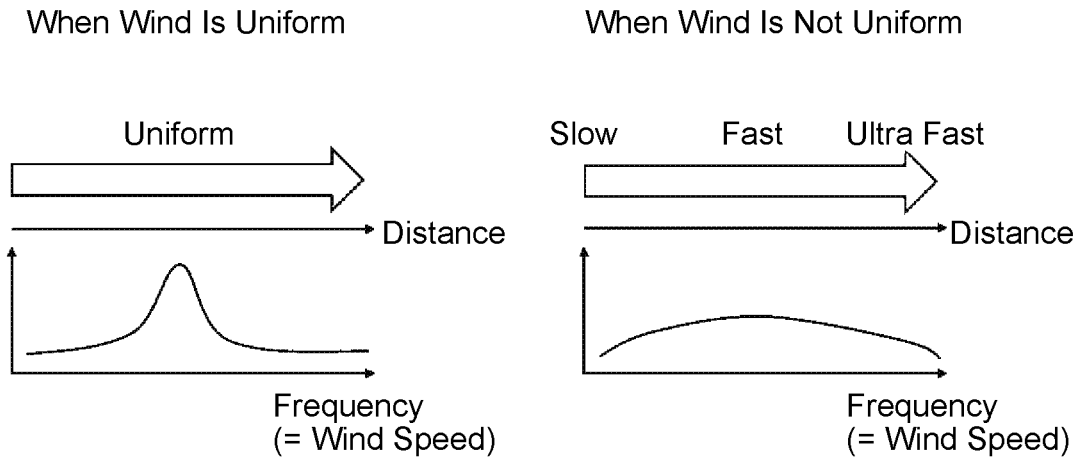 When Wind Is Uniform
Uniform
Distance
Frequency
(= Wind Speed)
When Wind Is Not Uniform
Slow Fast Ultra Fast
Distance
Frequency
(= Wind Speed)